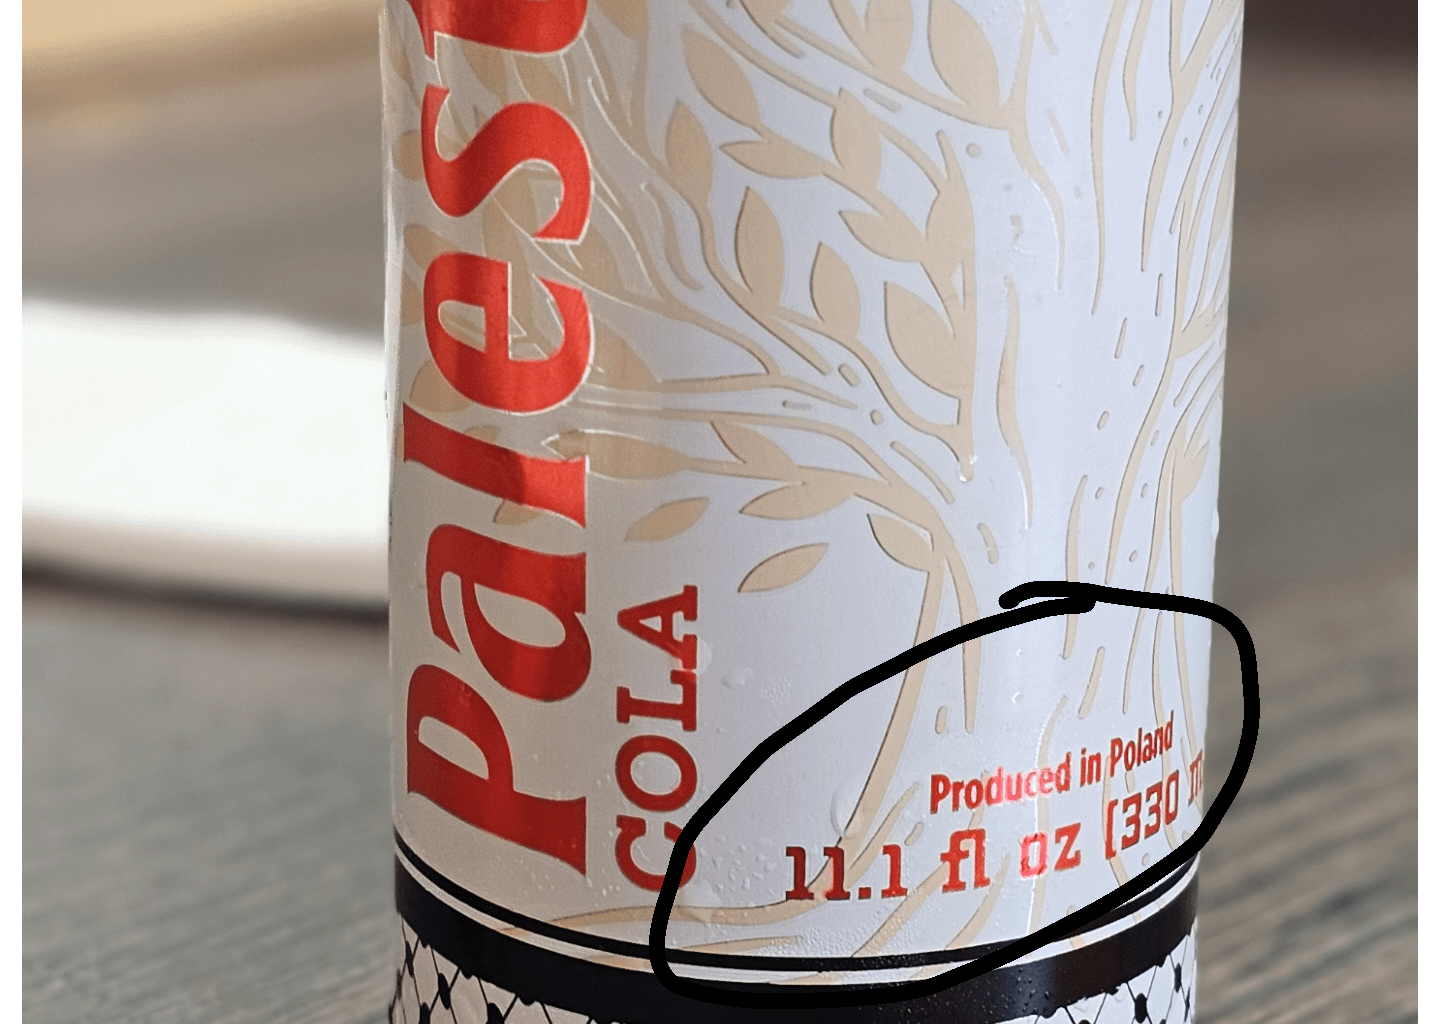 Palest
COLA
Produced in Poland
11.1 fl oz (330 m